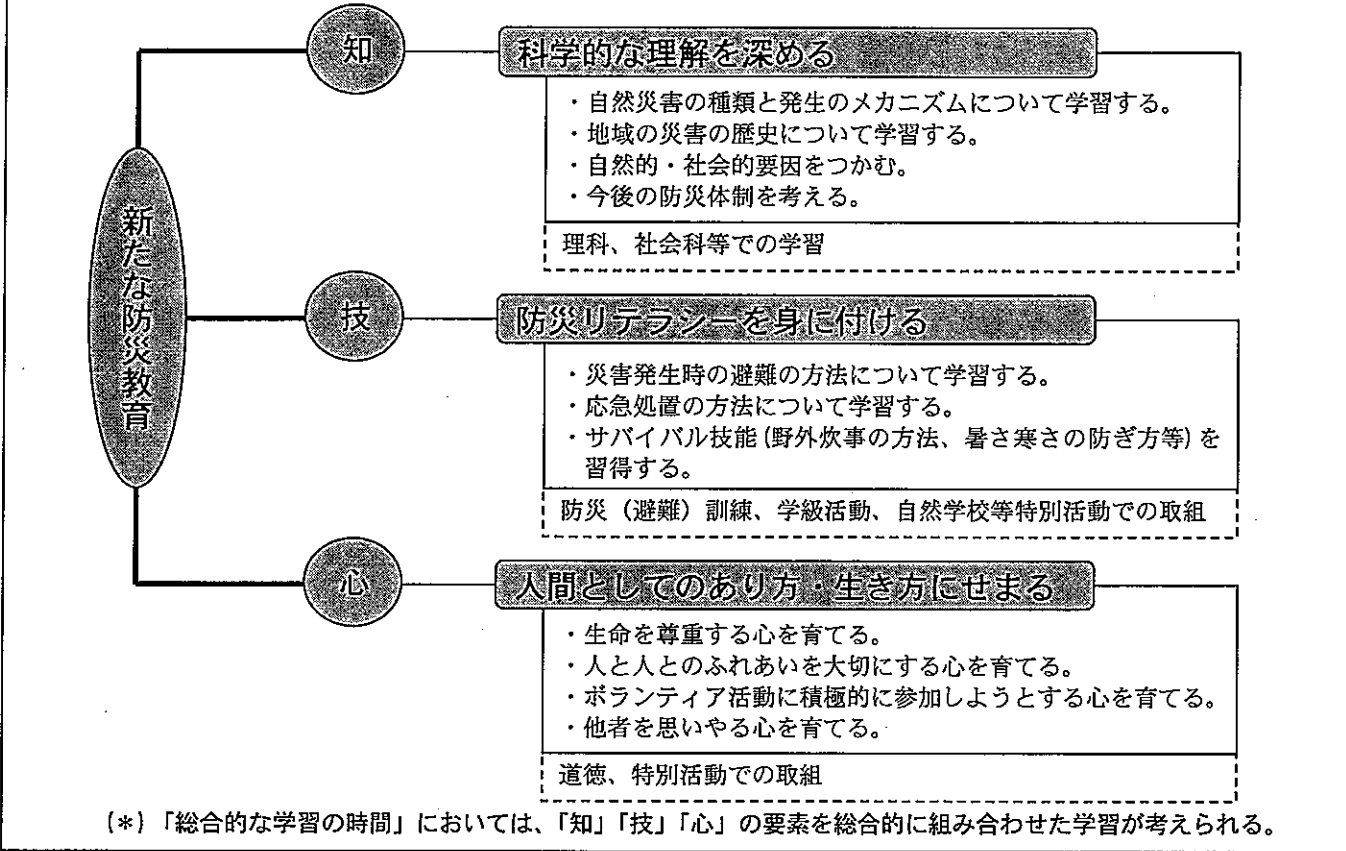 新たな防災教育
知
科学的な理解を深める
・自然災害の種類と発生のメカニズムについて学習する。
・地域の災害の歴史について学習する。
・自然的・社会的要因をつかむ。
・今後の防災体制を考える。
理科、社会科等での学習
技
防災リテラシーを身に付ける
・災害発生時の避難の方法について学習する。
・応急処置の方法について学習する。
・サバイバル技能(野外炊事の方法、暑さ寒さの防ぎ方等)を
習得する。
防災（避難）訓練、学級活動、自然学校等特別活動での取組
心
人間としてのあり方・生き方にせまる
・生命を尊重する心を育てる。
・人と人とのふれあいを大切にする心を育てる。
・ボランティア活動に積極的に参加しようとする心を育てる。
・他者を思いやる心を育てる。
道徳、特別活動での取組
(*)「総合的な学習の時間」においては、「知」「技」「心」の要素を総合的に組み合わせた学習が考えられる。